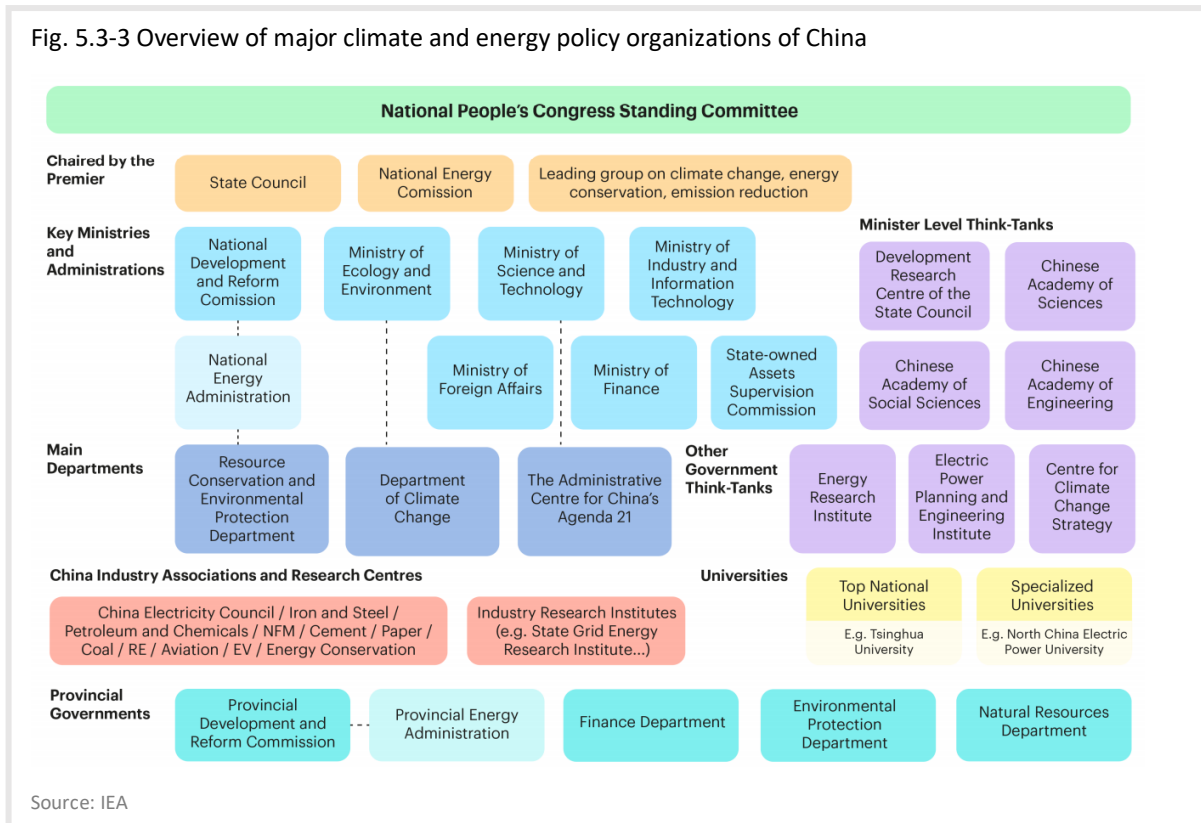 Fig. 5.3-3 Overview of major climate and energy policy organizations of China
National People's Congress Standing Committee
Chaired by the
Premier
State Council
National Energy
Comission
Leading group on climate change, energy
conservation, emission reduction
Key Ministries
and
Administrations
National
Development
and Reform
Comission
Ministry of
Ecology and
Environment
Ministry of
Science and
Technology
Ministry of
Industry and
Information
Technology
National
Energy
Administration
Ministry of
Foreign Affairs
Ministry of
Finance
State-owned
Assets
Supervision
Commission
Minister Level Think-Tanks
Development
Research
Centre of the
State Council
Chinese
Academy of
Sciences
Chinese
Academy of
Social Sciences
Chinese
Academy of
Engineering
Main
Departments
Resource
Conservation and
Environmental
Protection
Department
Department
of Climate
Change
The Administrative
Centre for China's
Agenda 21
Other
Government
Think-Tanks
Energy
Research
Institute
Electric
Power
Planning and
Engineering
Institute
Centre for
Climate
Change
Strategy
China Industry Associations and Research Centres
China Electricity Council / Iron and Steel /
Petroleum and Chemicals / NFM / Cement / Paper /
Coal / RE / Aviation / EV / Energy Conservation
Industry Research Institutes
(e.g. State Grid Energy
Research Institute...)
Universities
Top National
Universities
E.g. Tsinghua
University
Specialized
Universities
E.g. North China Electric
Power University
Provincial
Governments
Provincial
Development and
Reform Commission
Provincial Energy
Administration
Finance Department
Environmental
Protection
Department
Natural Resources
Department
Source: IEA